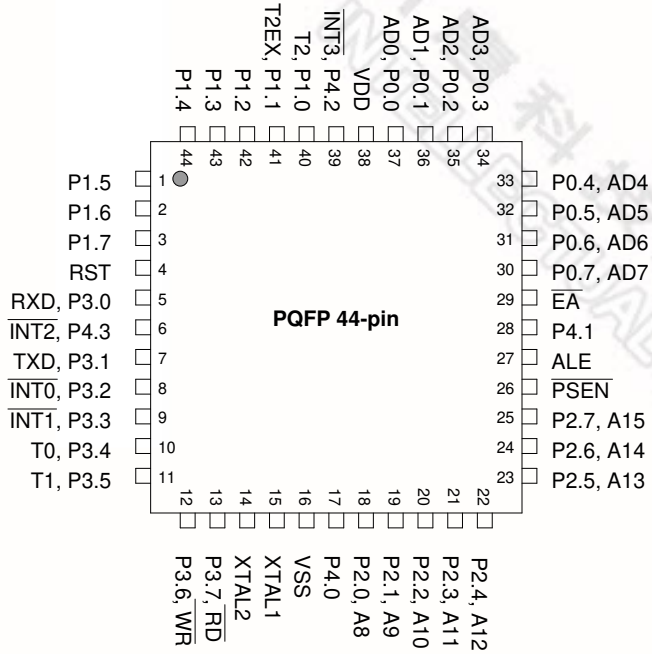 T2EX, P1.1
T2, P1.0
INT3, P4.2
AD0, P0.0
AD1, P0.1
AD2, P0.2
AD3, P0.3
P1.4
P1.3
P1.2
VDD
44
43
42
41
40
39
38
37
36
35
34
P1.5 1
P1.6 2
P1.7 3
RST 4
RXD, P3.0 5
INT2, P4.3 6
TXD, P3.1 7
INT0, P3.2 8
INT1, P3.3 9
T0, P3.4 10
T1, P3.5 11
PQFP 44-pin
33 P0.4, AD4
32 P0.5, AD5
31 P0.6, AD6
30 P0.7, AD7
29 EA
28 P4.1
27 ALE
26 PSEN
25 P2.7, A15
24 P2.6, A14
23 P2.5, A13
12
13
14
15
16
17
18
19
20
21
22
P3.6, WR
P3.7, RD
XTAL2
XTAL1
VSS
P4.0
P2.0, A8
P2.1, A9
P2.2, A10
P2.3, A11
P2.4, A12
科技
INTELLECTUAL